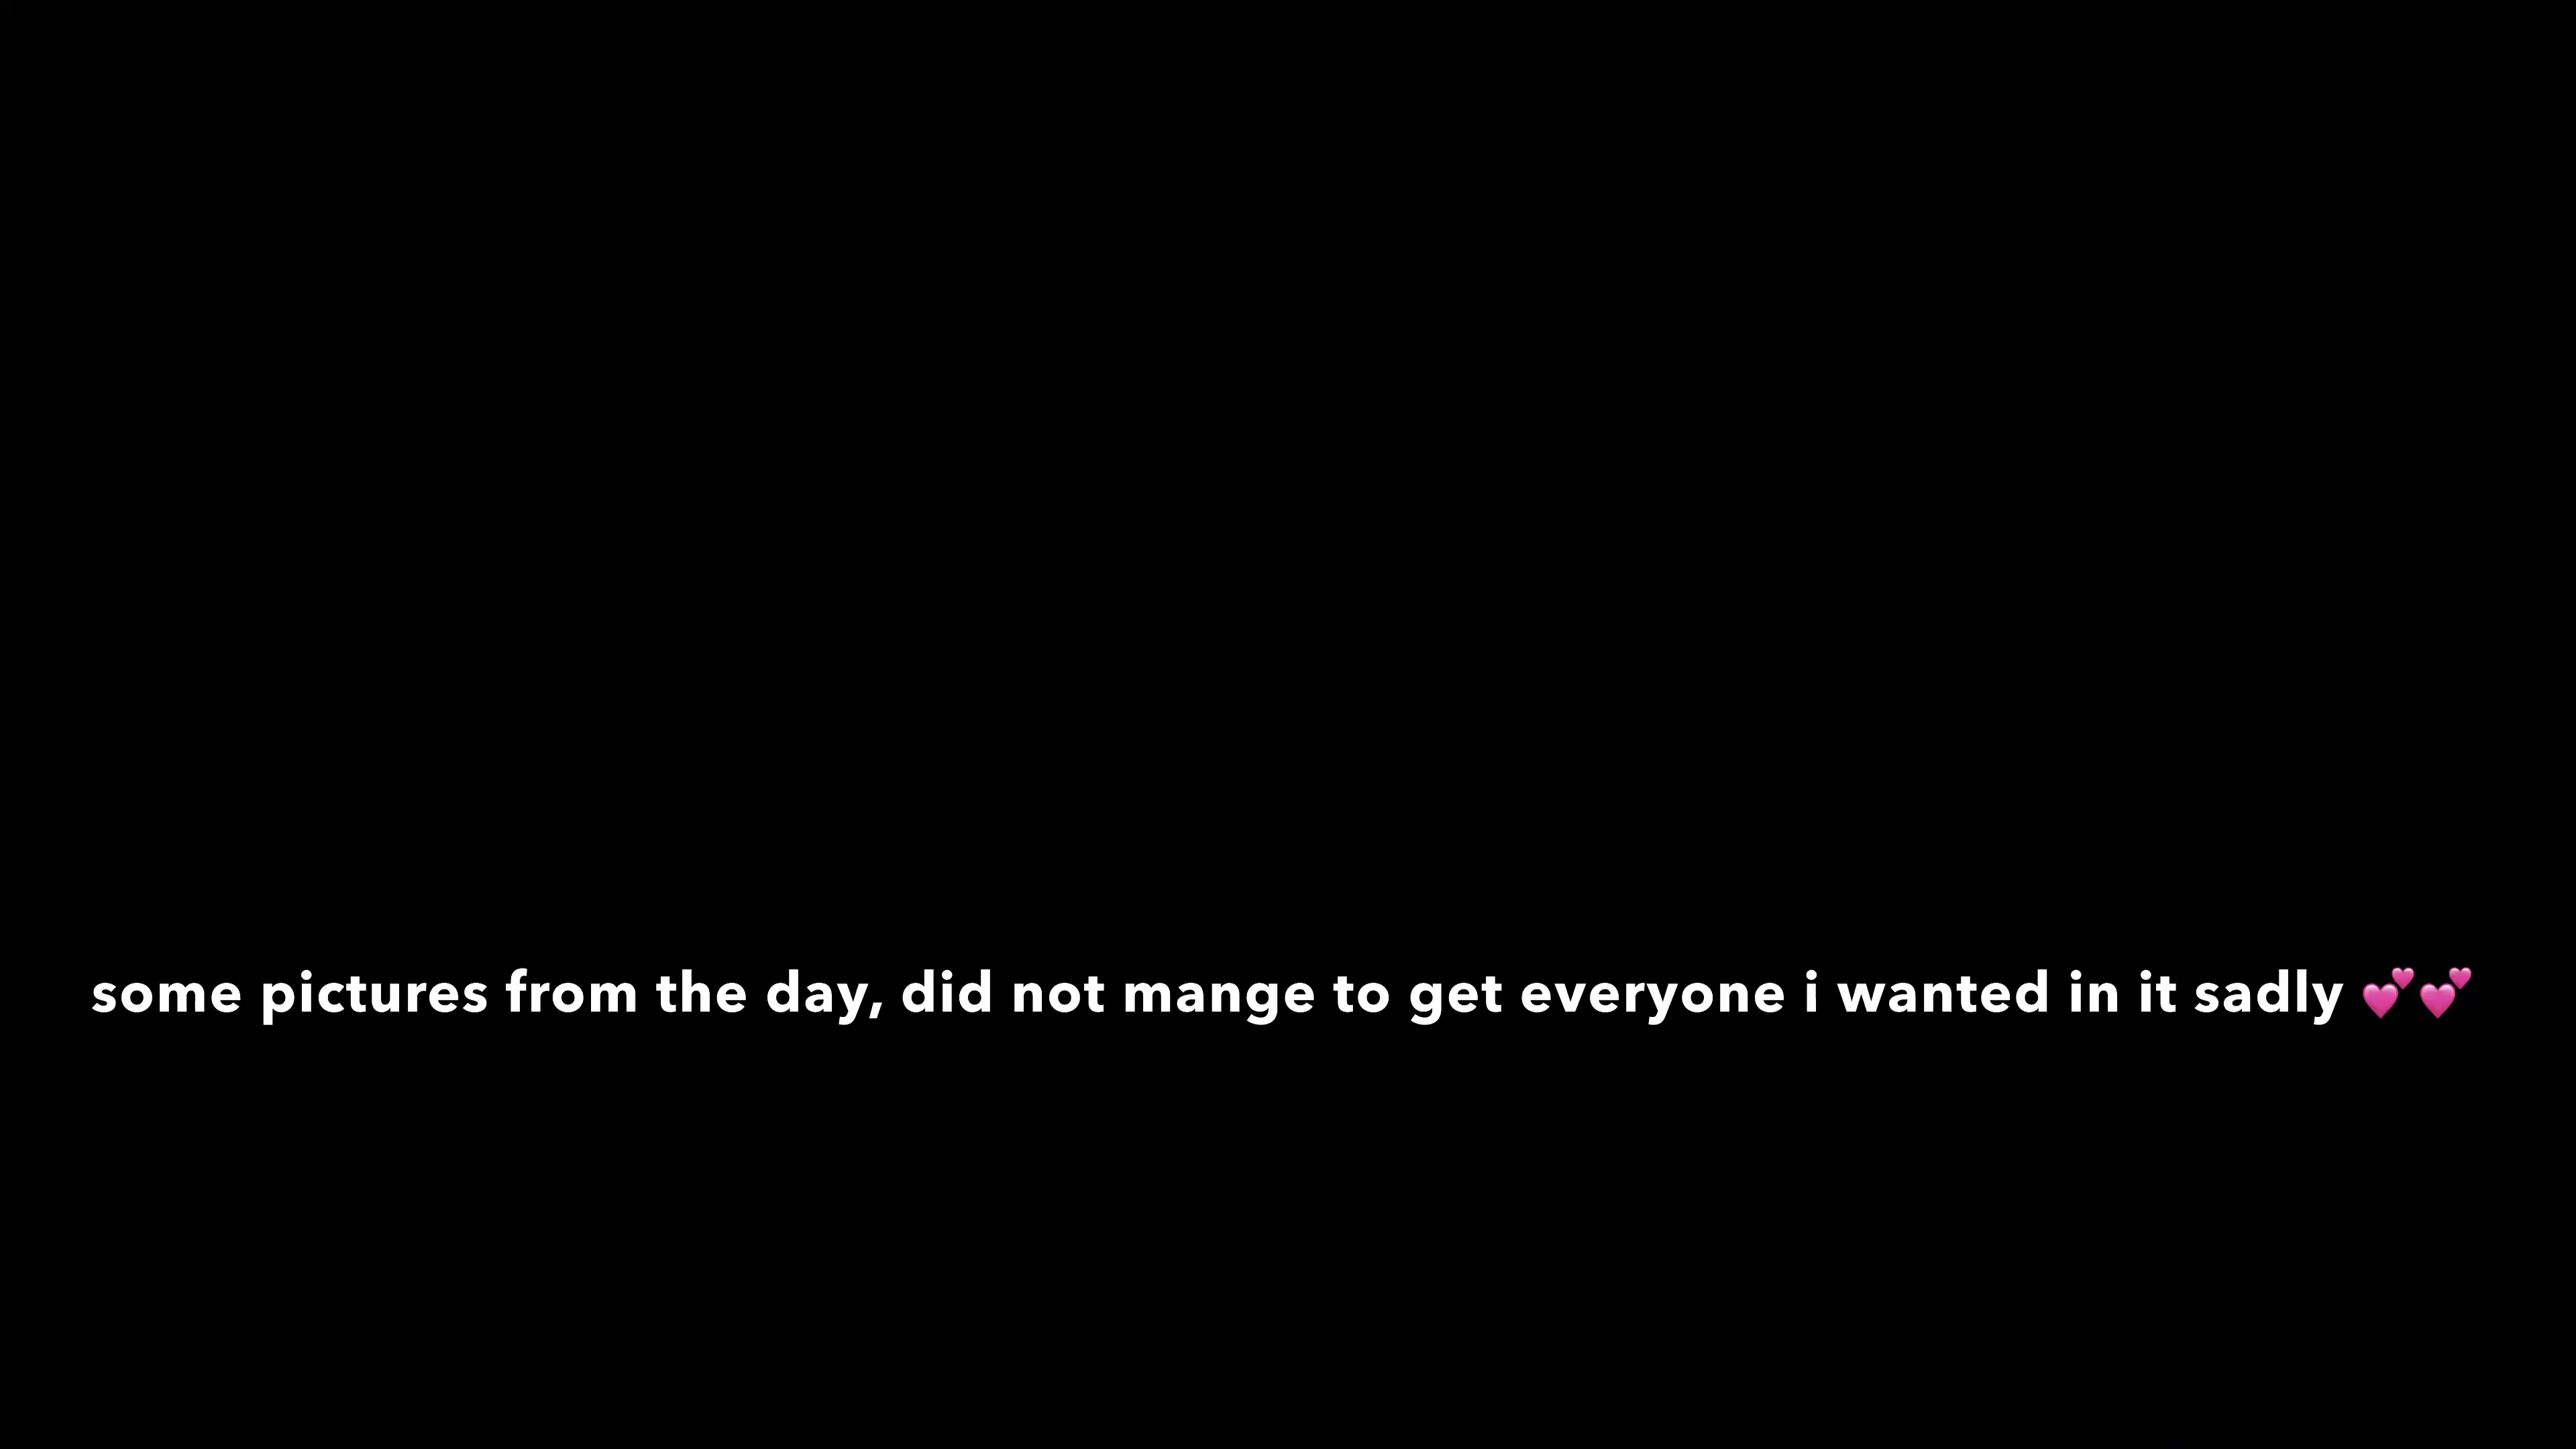 some pictures from the day, did not mange to get everyone i wanted in it sadly 💕💕